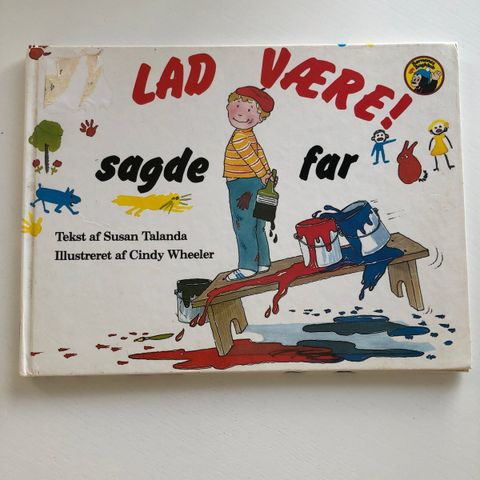 LAD VÆRE!
sagde far
Tekst af Susan Talanda
Illustreret af Cindy Wheeler